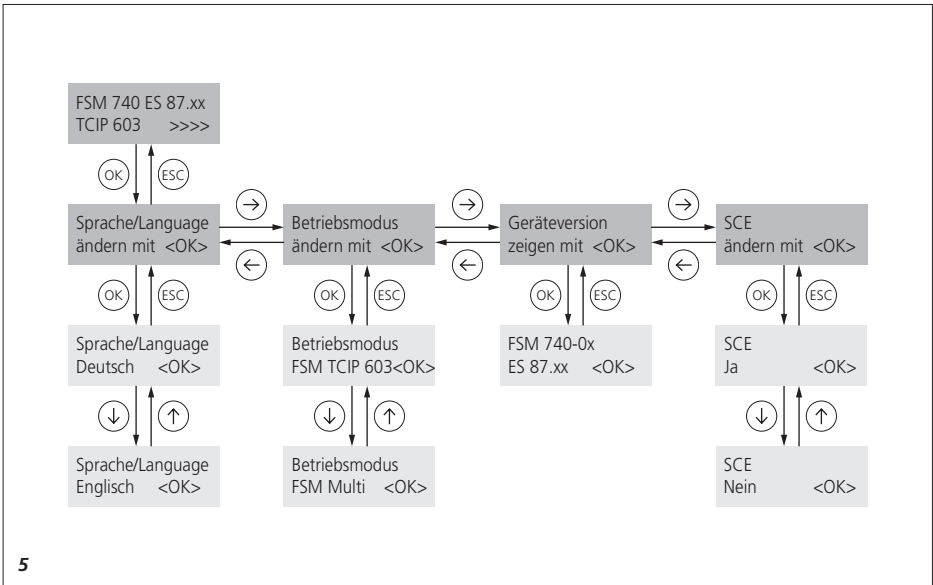 FSM 740 ES 87.xx
TCIP 603 >>>>
OK ESC
→ → →
Sprache/Language
ändern mit <OK>
Betriebsmodus
ändern mit <OK>
Geräteversion
zeigen mit <OK>
SCE
ändern mit <OK>
← ← ←
OK ESC OK ESC OK ESC OK ESC
Sprache/Language
Deutsch <OK>
Betriebsmodus
FSM TCIP 603<OK>
FSM 740-0x
ES 87.xx <OK>
SCE
Ja <OK>
↓ ↑ ↓ ↑ ↓ ↑
Sprache/Language
Englisch <OK>
Betriebsmodus
FSM Multi <OK>
SCE
Nein <OK>
5